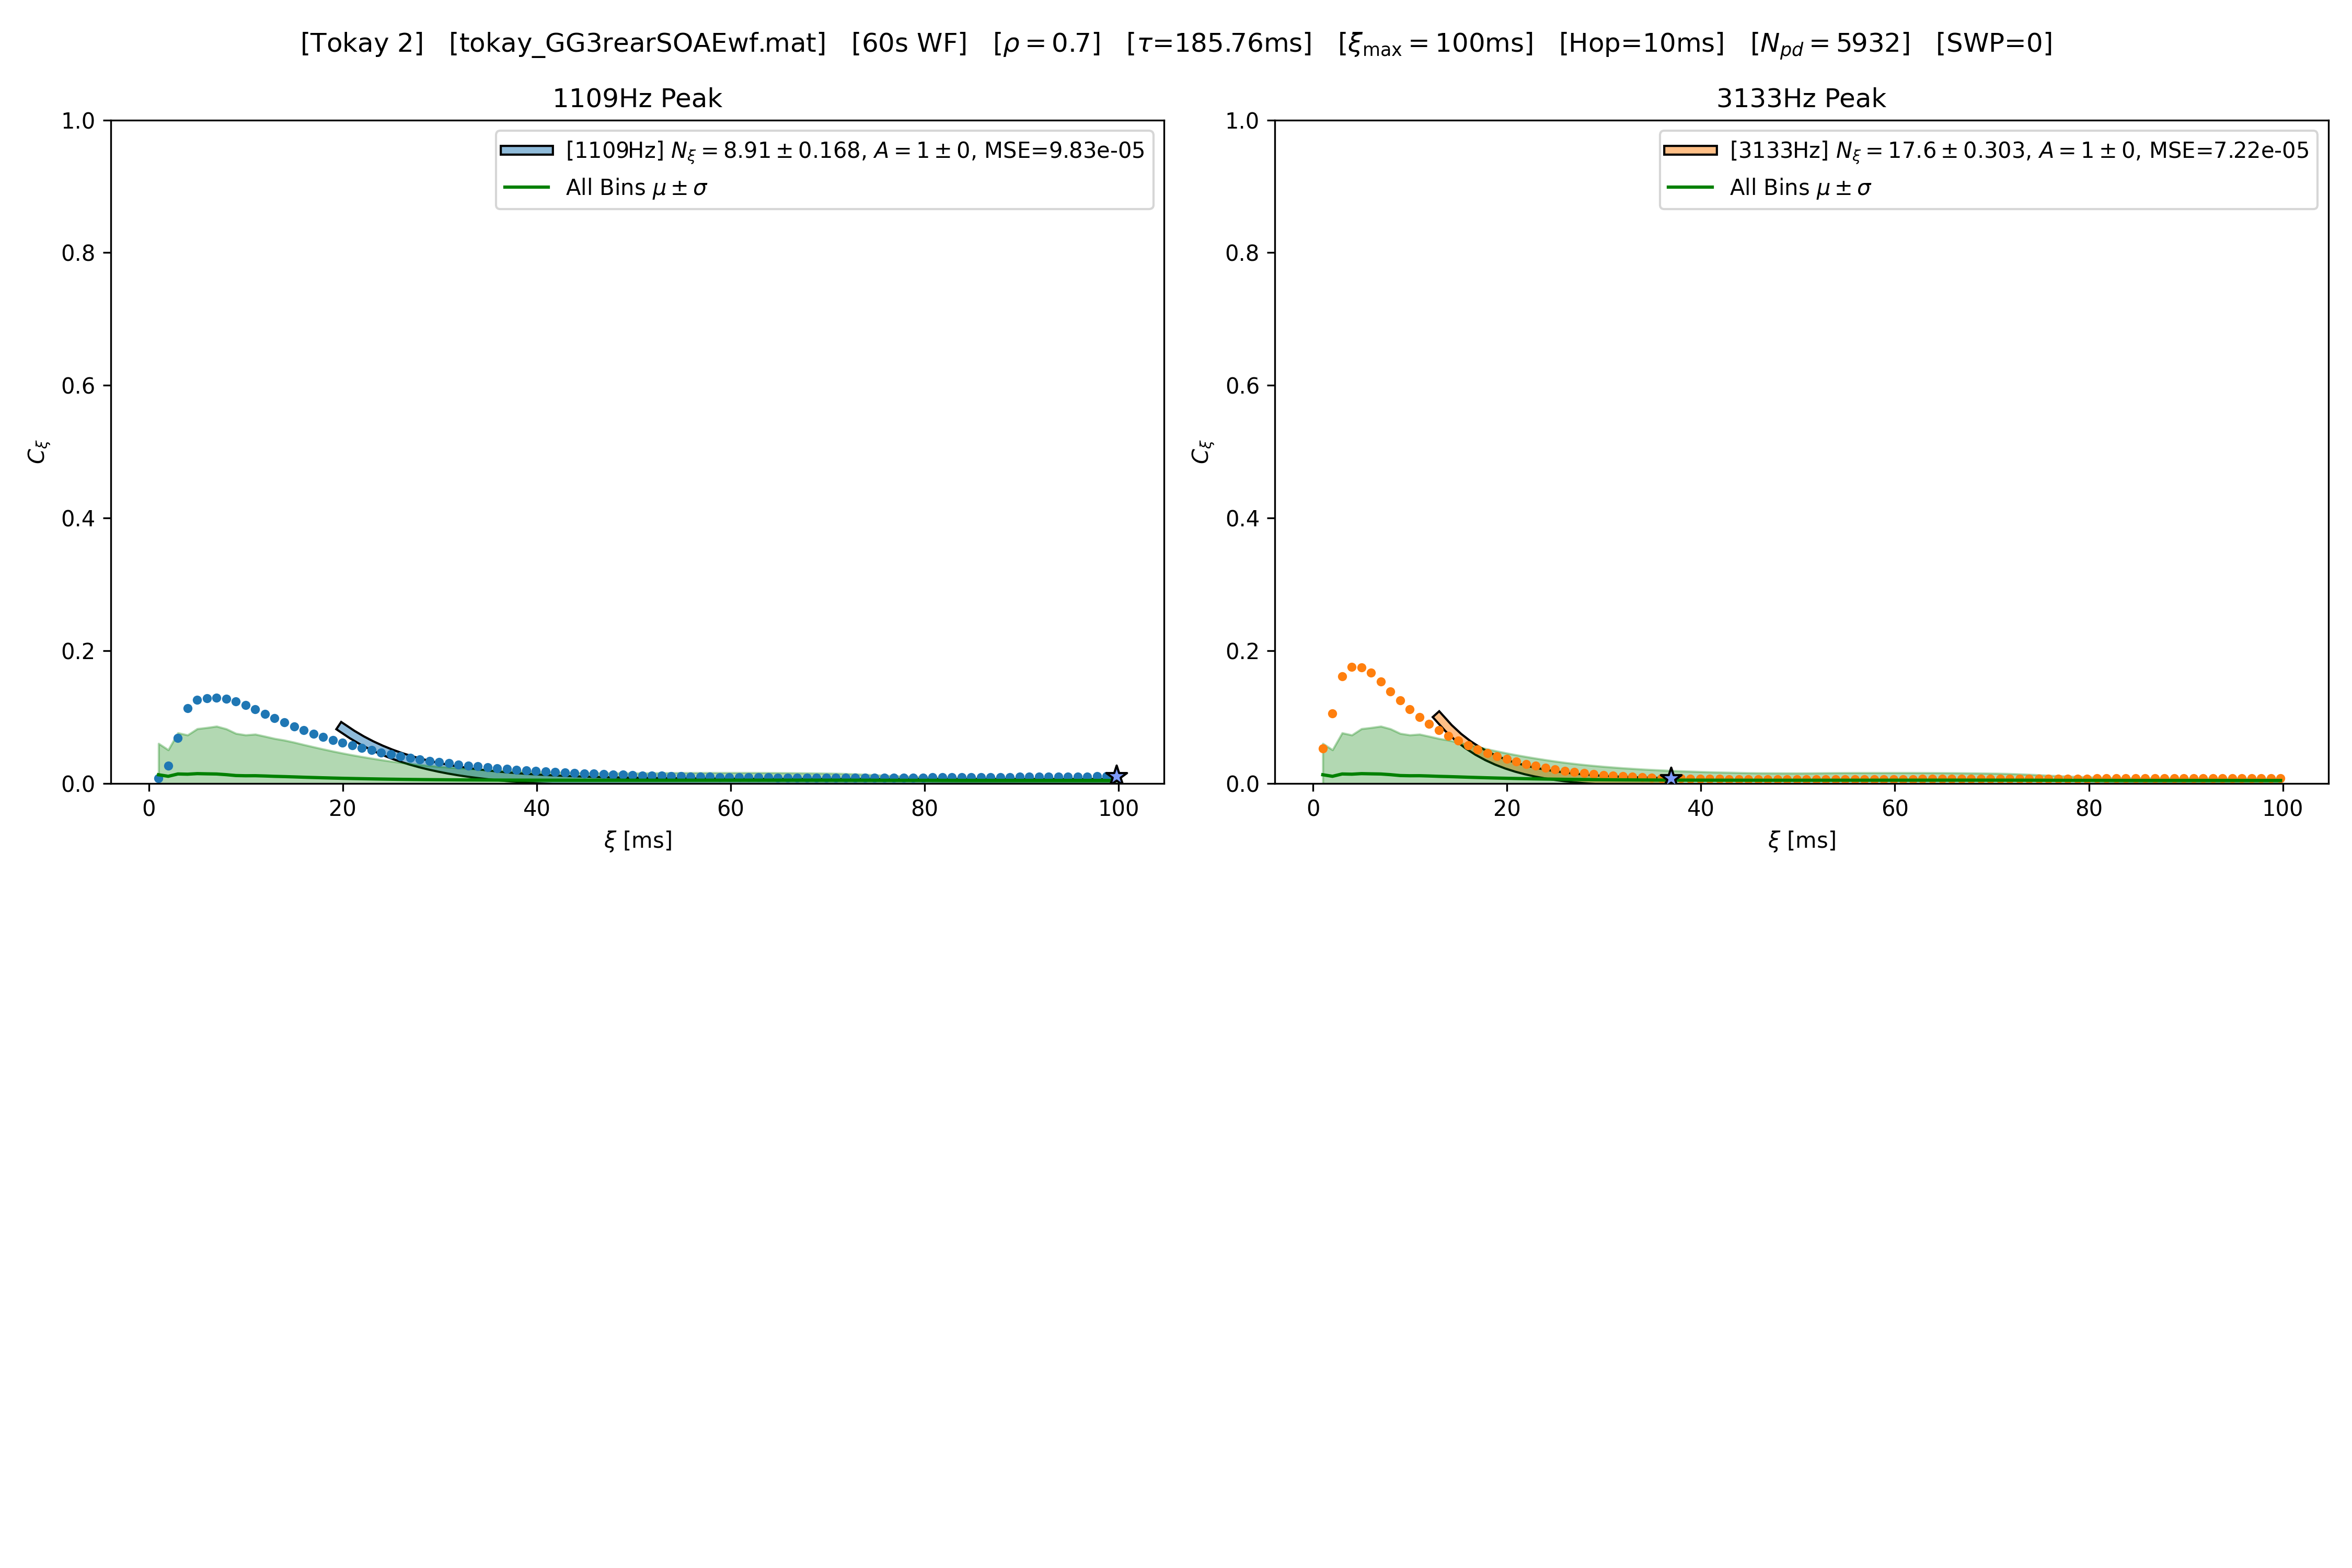 [Tokay 2] [tokay_GG3rearSOAEwf.mat] [60s WF] [ρ = 0.7] [τ=185.76ms] [ξmax = 100ms] [Hop=10ms] [Npd = 5932] [SWP=0]
1109Hz Peak
1.0
0.8
0.6
0.4
0.2
0.0
Cξ
[1109Hz] Nξ = 8.91 ± 0.168, A = 1 ± 0, MSE=9.83e-05
All Bins μ ± σ
0 20 40 60 80 100
ξ [ms]
3133Hz Peak
1.0
0.8
0.6
0.4
0.2
0.0
Cξ
[3133Hz] Nξ = 17.6 ± 0.303, A = 1 ± 0, MSE=7.22e-05
All Bins μ ± σ
0 20 40 60 80 100
ξ [ms]